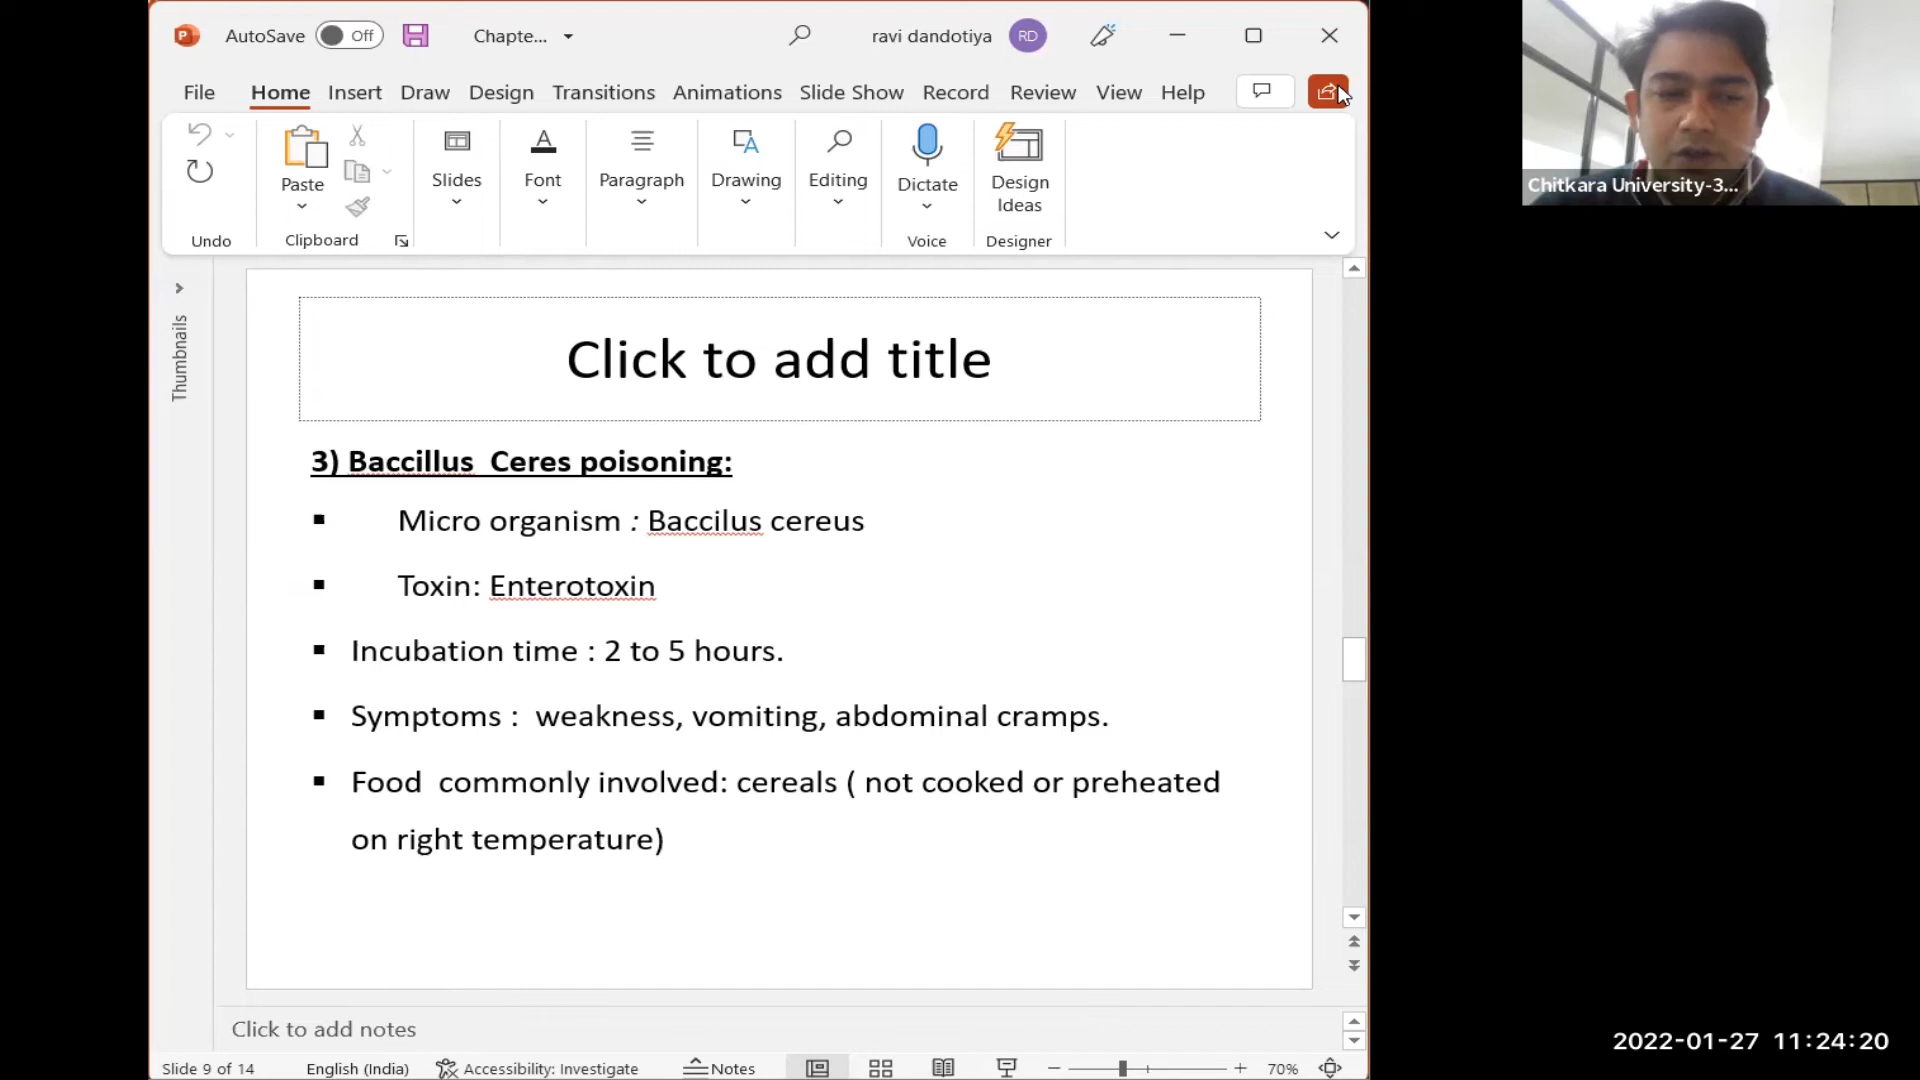 AutoSave Off Chapte... ravi dandotiya RD
File Home Insert Draw Design Transitions Animations Slide Show Record Review View Help
Paste Slides Font Paragraph Drawing Editing Dictate Design Ideas
Undo Clipboard Voice Designer
Chitkara University-3...
Thumbnails
Click to add title
3) Baccillus Ceres poisoning:
▪ Micro organism : Baccilus cereus
▪ Toxin: Enterotoxin
▪ Incubation time : 2 to 5 hours.
▪ Symptoms : weakness, vomiting, abdominal cramps.
▪ Food commonly involved: cereals ( not cooked or preheated
on right temperature)
Click to add notes
2022-01-27 11:24:20
Slide 9 of 14 English (India) Accessibility: Investigate Notes 70%